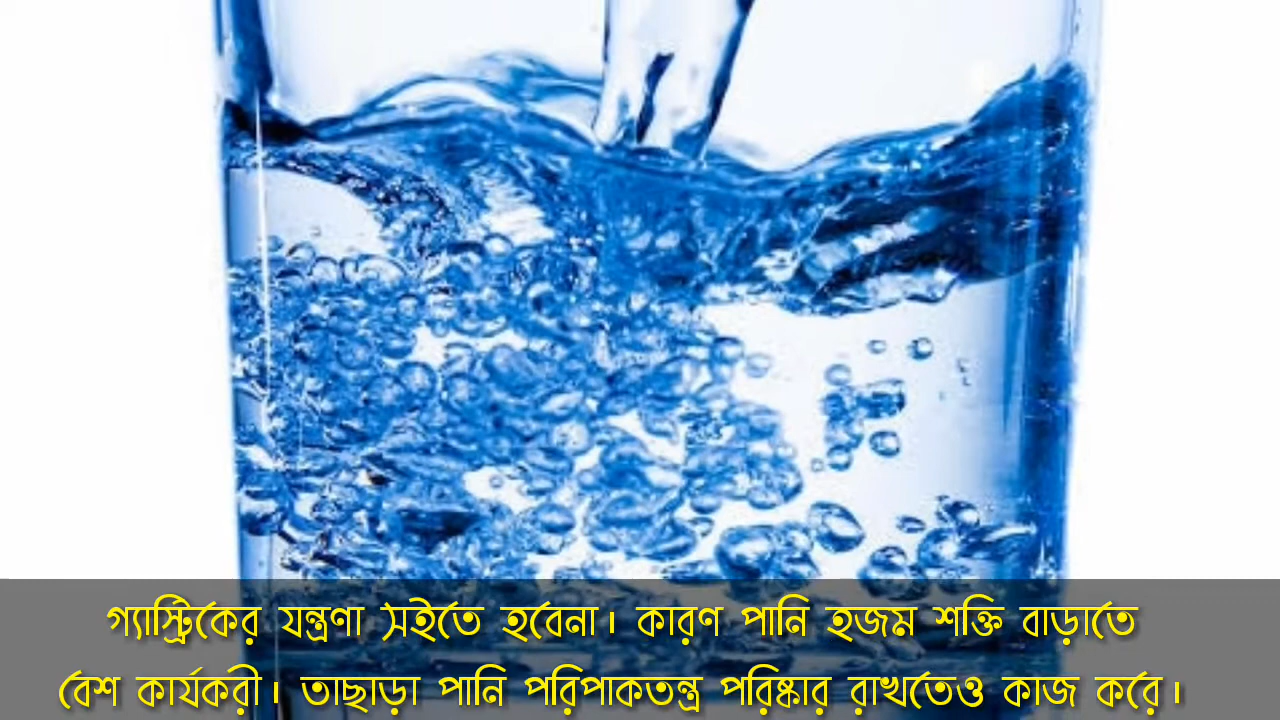 গ্যাস্ট্রিকের যন্ত্রণা সইতে হবেনা। কারণ পানি হজম শক্তি বাড়াতে
বেশ কার্যকরী। তাছাড়া পানি পরিপাকতন্ত্র পরিষ্কার রাখতেও কাজ করে।